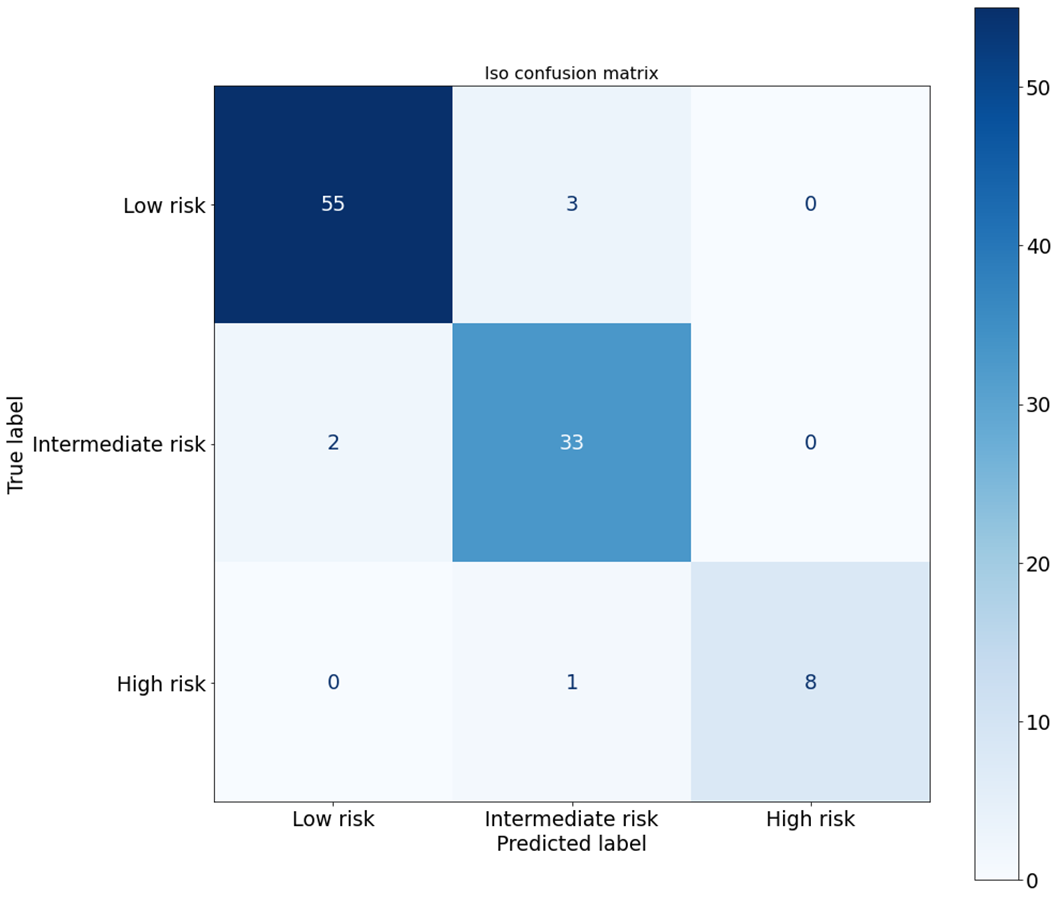 Iso confusion matrix
True label
Low risk
55
3
0
Intermediate risk
2
33
0
High risk
0
1
8
Low risk
Intermediate risk
High risk
Predicted label
50
40
30
20
10
0